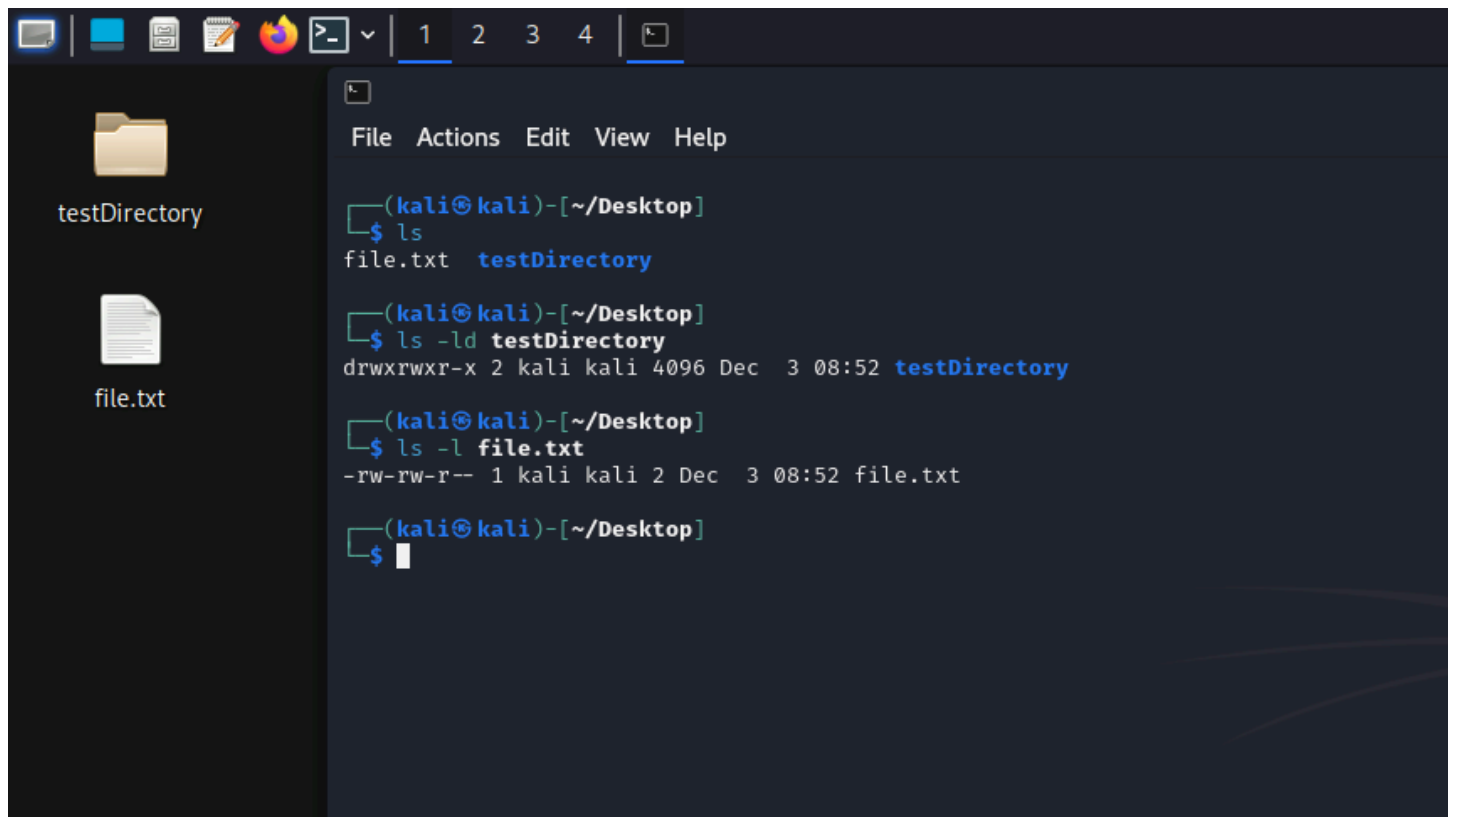 1 2 3 4
testDirectory
file.txt
File Actions Edit View Help
┌──(kali㉿kali)-[~/Desktop]
└─$ ls
file.txt  testDirectory
┌──(kali㉿kali)-[~/Desktop]
└─$ ls -ld testDirectory
drwxrwxr-x 2 kali kali 4096 Dec  3 08:52 testDirectory
┌──(kali㉿kali)-[~/Desktop]
└─$ ls -l file.txt
-rw-rw-r-- 1 kali kali 2 Dec  3 08:52 file.txt
┌──(kali㉿kali)-[~/Desktop]
└─$